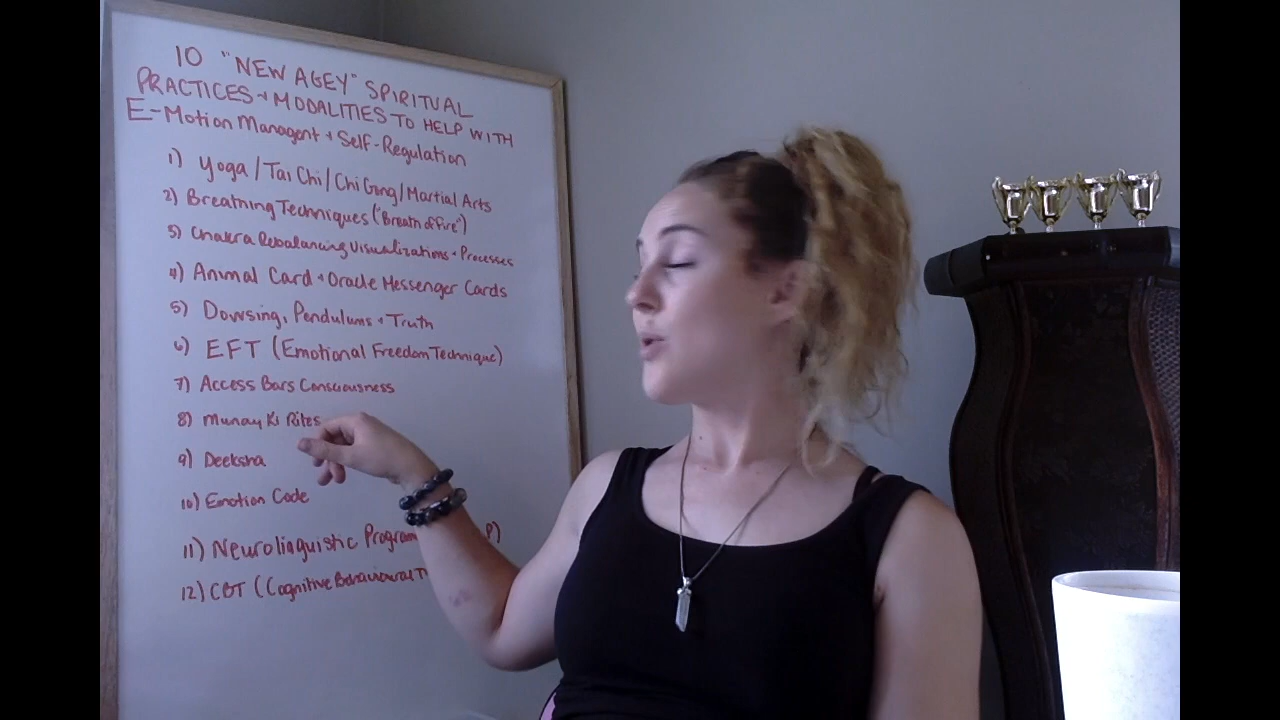 10 "NEW AGEY" SPIRITUAL
PRACTICES + MODALITIES TO HELP WITH
E-Motion Managent + Self-Regulation
1) Yoga / Tai Chi / Chi Gong / Martial Arts
2) Breathing Techniques ("Breath of Fire")
3) Chakra Rebalancing Visualizations + Processes
4) Animal Card + Oracle Messenger Cards
5) Dowsing, Pendulums + Truth
6) EFT (Emotional Freedom Technique)
7) Access Bars Consciousness
8) Munay Ki Rites
9) Deeksha
10) Emotion Code
11) Neurolinguistic Program P)
12) CBT (Cognitive Behavioural T